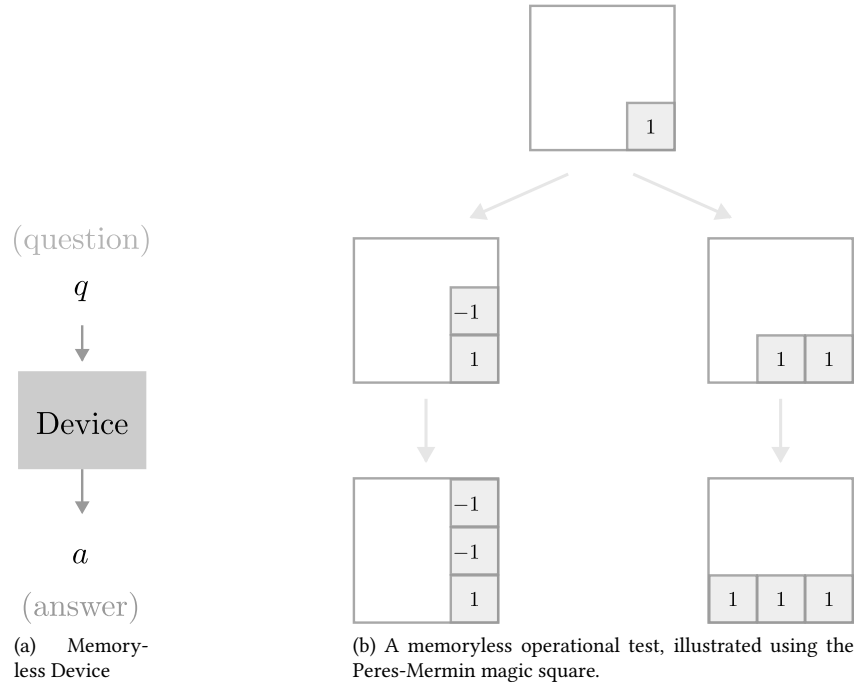 (question)
q
Device
a
(answer)
(a) Memory-
less Device
1
−1
1
1 1
−1
−1
1
1 1 1
(b) A memoryless operational test, illustrated using the
Peres-Mermin magic square.